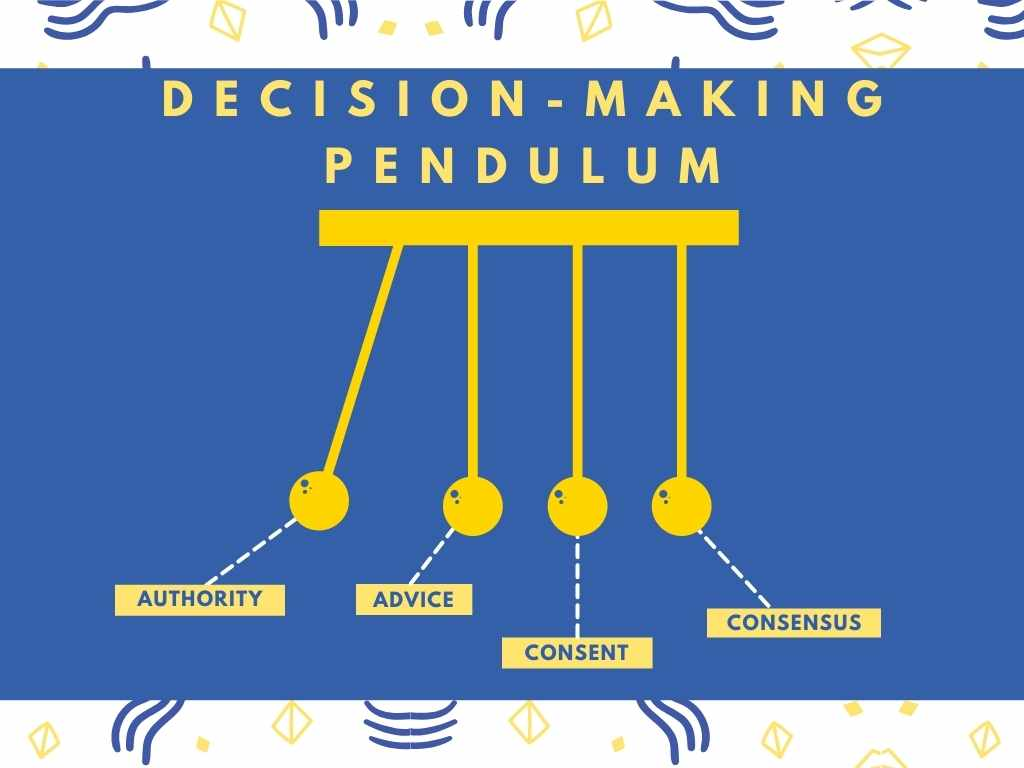 DECISION-MAKING
PENDULUM
AUTHORITY
ADVICE
CONSENT
CONSENSUS